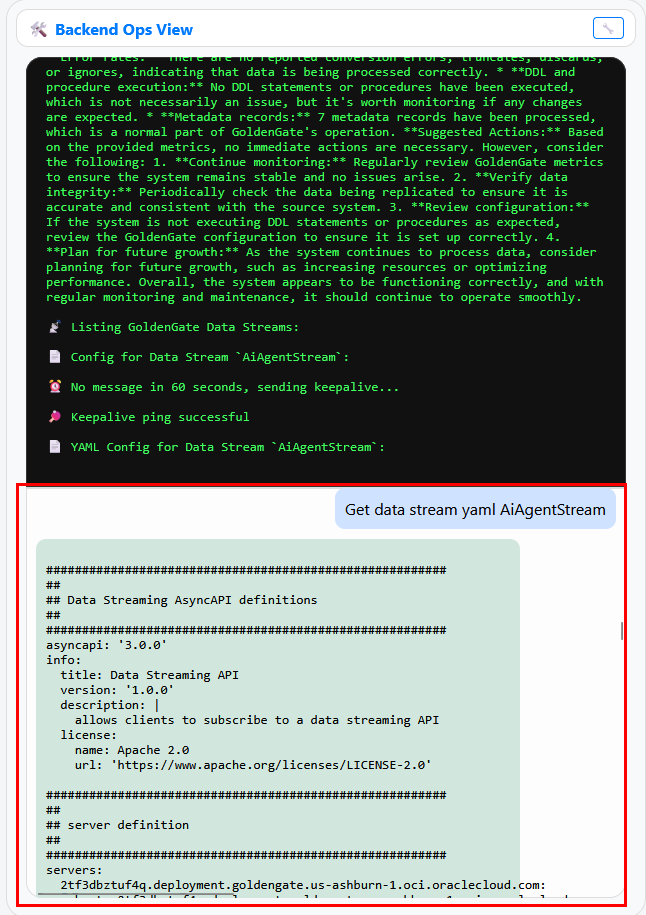 Backend Ops View
Error rates:** There are no reported conversion errors, truncates, discards,
or ignores, indicating that data is being processed correctly. * **DDL and
procedure execution:** No DDL statements or procedures have been executed,
which is not necessarily an issue, but it's worth monitoring if any changes
are expected. * **Metadata records:** 7 metadata records have been processed,
which is a normal part of GoldenGate's operation. **Suggested Actions:** Based
on the provided metrics, no immediate actions are necessary. However, consider
the following: 1. **Continue monitoring:** Regularly review GoldenGate metrics
to ensure the system remains stable and no issues arise. 2. **Verify data
integrity:** Periodically check the data being replicated to ensure it is
accurate and consistent with the source system. 3. **Review configuration:**
If the system is not executing DDL statements or procedures as expected,
review the GoldenGate configuration to ensure it is set up correctly. 4.
**Plan for future growth:** As the system continues to process data, consider
planning for future growth, such as increasing resources or optimizing
performance. Overall, the system appears to be functioning correctly, and with
regular monitoring and maintenance, it should continue to operate smoothly.
Listing GoldenGate Data Streams:
Config for Data Stream `AiAgentStream`:
No message in 60 seconds, sending keepalive...
Keepalive ping successful
YAML Config for Data Stream `AiAgentStream`:
Get data stream yaml AiAgentStream
########################################################
##
## Data Streaming AsyncAPI definitions
##
########################################################
asyncapi: '3.0.0'
info:
  title: Data Streaming API
  version: '1.0.0'
  description: |
    allows clients to subscribe to a data streaming API
  license:
    name: Apache 2.0
    url: 'https://www.apache.org/licenses/LICENSE-2.0'
########################################################
##
## server definition
##
########################################################
servers:
  2tf3dbztuf4q.deployment.goldengate.us-ashburn-1.oci.oraclecloud.com: